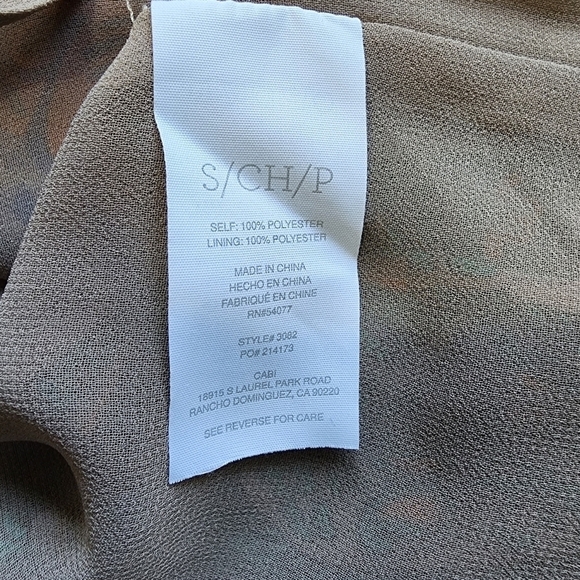 S/CH/P
SELF: 100% POLYESTER
LINING: 100% POLYESTER
MADE IN CHINA
HECHO EN CHINA
FABRIQUÉ EN CHINE
RN#54077
STYLE# 3082
PO# 214173
CABI
18915 S LAUREL PARK ROAD
RANCHO DOMINGUEZ, CA 90220
SEE REVERSE FOR CARE